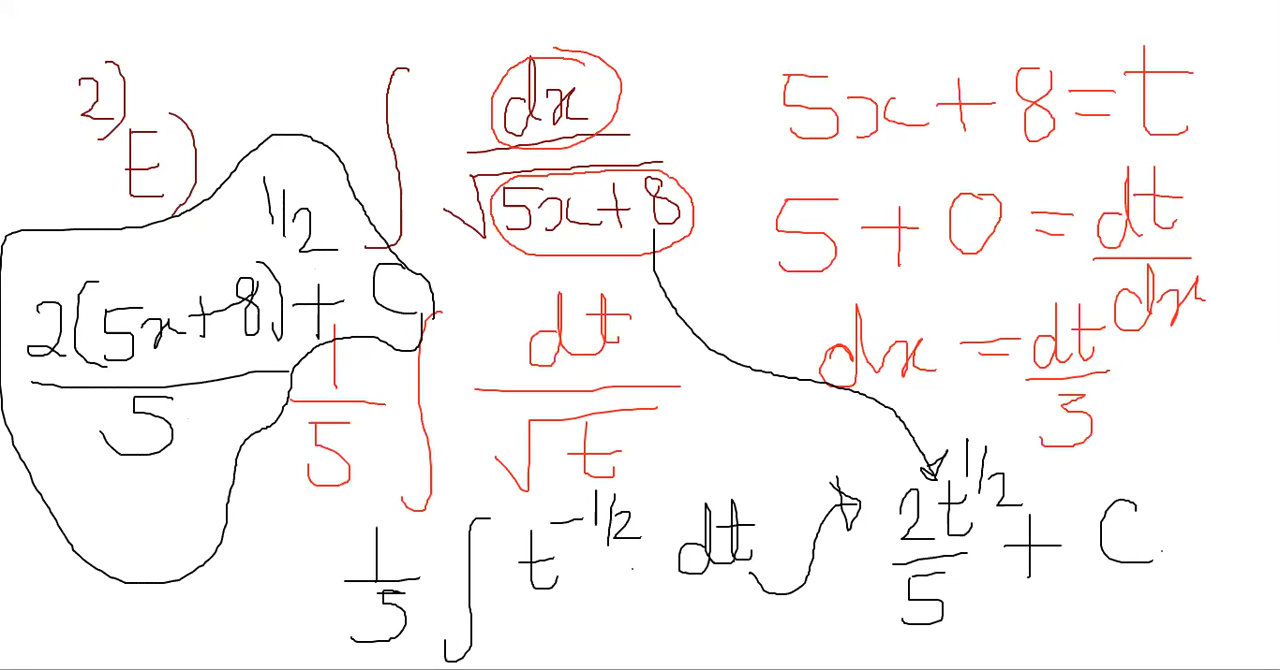 2) E) ∫ dx / √(5x+8)
5x+8=t
5+0 = dt/dx
dx = dt/3
1/5 ∫ dt / √t
1/5 ∫ t^(-1/2) dt → 2t^(1/2) / 5 + C
2(5x+8)^(1/2) / 5 + C